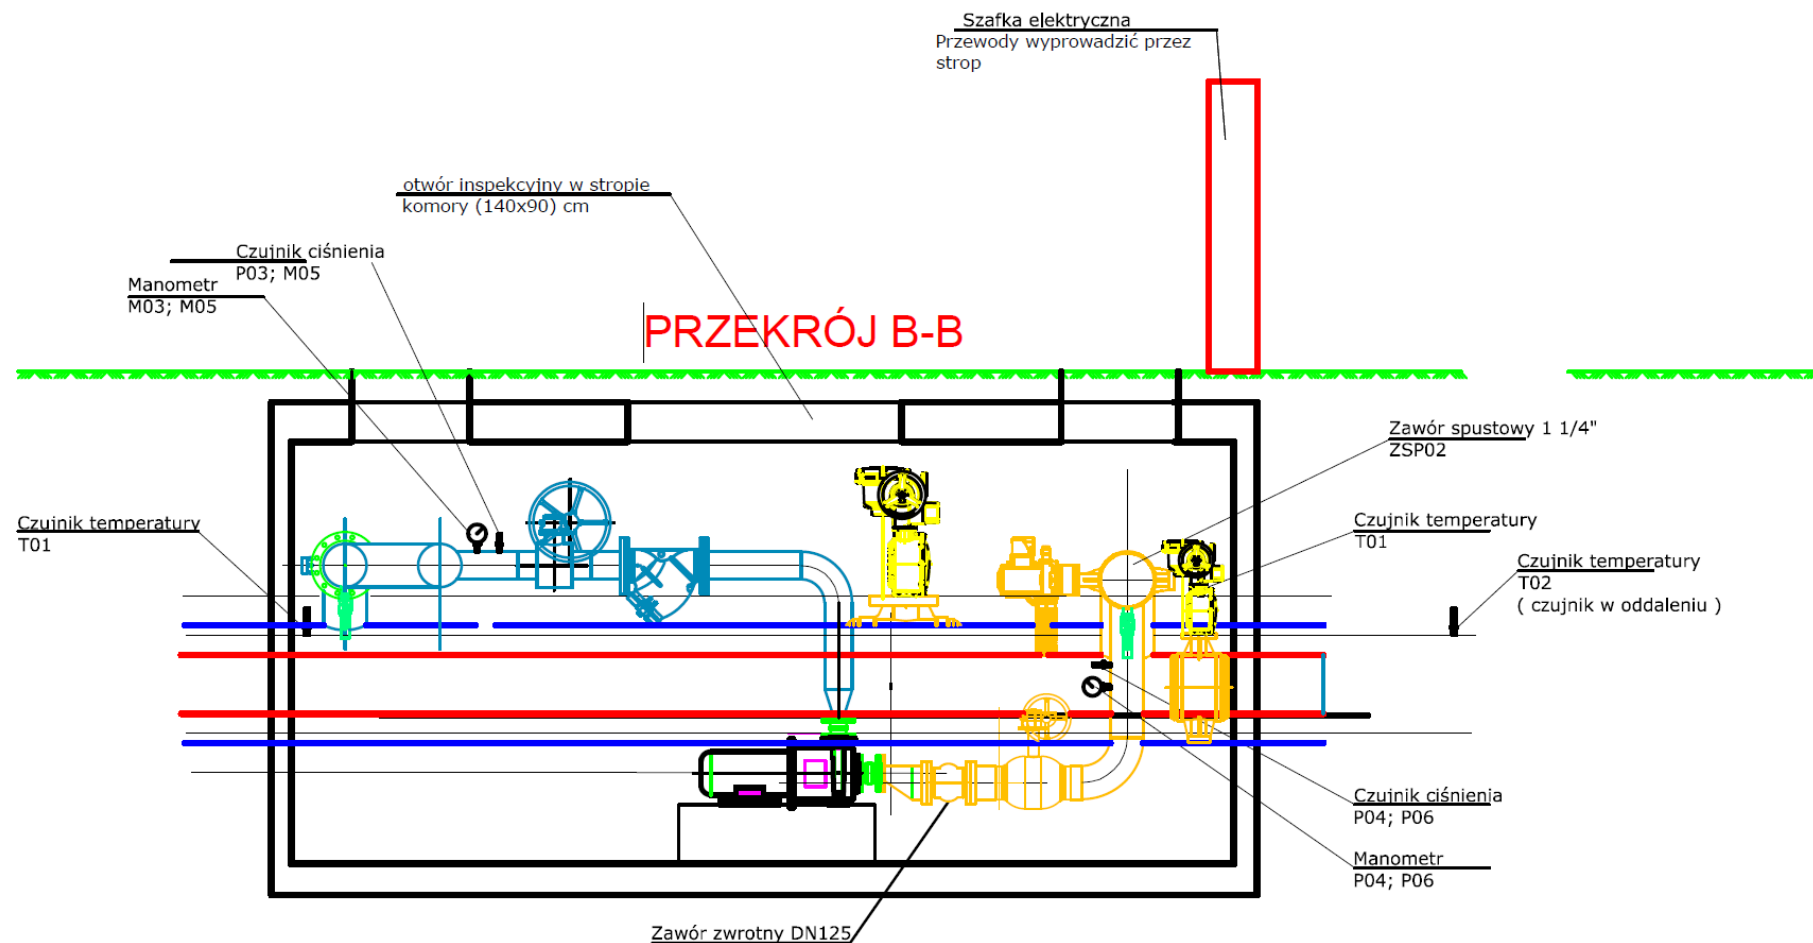 Szafka elektryczna
Przewody wyprowadzić przez
strop
otwór inspekcyjny w stropie
komory (140x90) cm
Czujnik ciśnienia
P03; M05
Manometr
M03; M05
PRZEKRÓJ B-B
Zawór spustowy 1 1/4"
ZSP02
Czujnik temperatury
T01
Czujnik temperatury
T01
Czujnik temperatury
T02
( czujnik w oddaleniu )
Czujnik ciśnienia
P04; P06
Manometr
P04; P06
Zawór zwrotny DN125